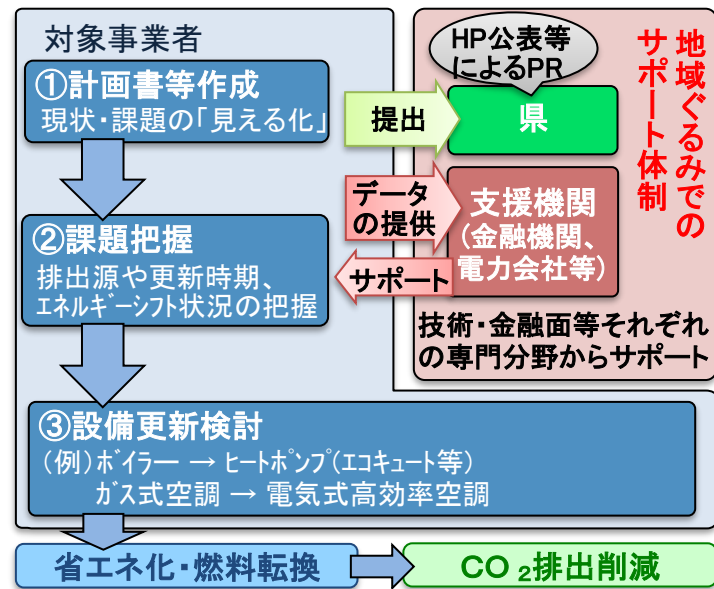 対象事業者
①計画書等作成
現状・課題の「見える化」
提出
HP公表等
によるPR
県
地域ぐるみでの
サポート体制
データ
の提供
支援機関
(金融機関、
電力会社等)
サポート
②課題把握
排出源や更新時期、
ｴﾈﾙｷﾞｰｼﾌﾄ状況の把握
技術・金融面等それぞれ
の専門分野からサポート
③設備更新検討
(例)ﾎﾞｲﾗｰ → ﾋｰﾄﾎﾟﾝﾌﾟ(ｴｺｷｭｰﾄ等)
ｶﾞｽ式空調 → 電気式高効率空調
省エネ化・燃料転換
CO₂排出削減